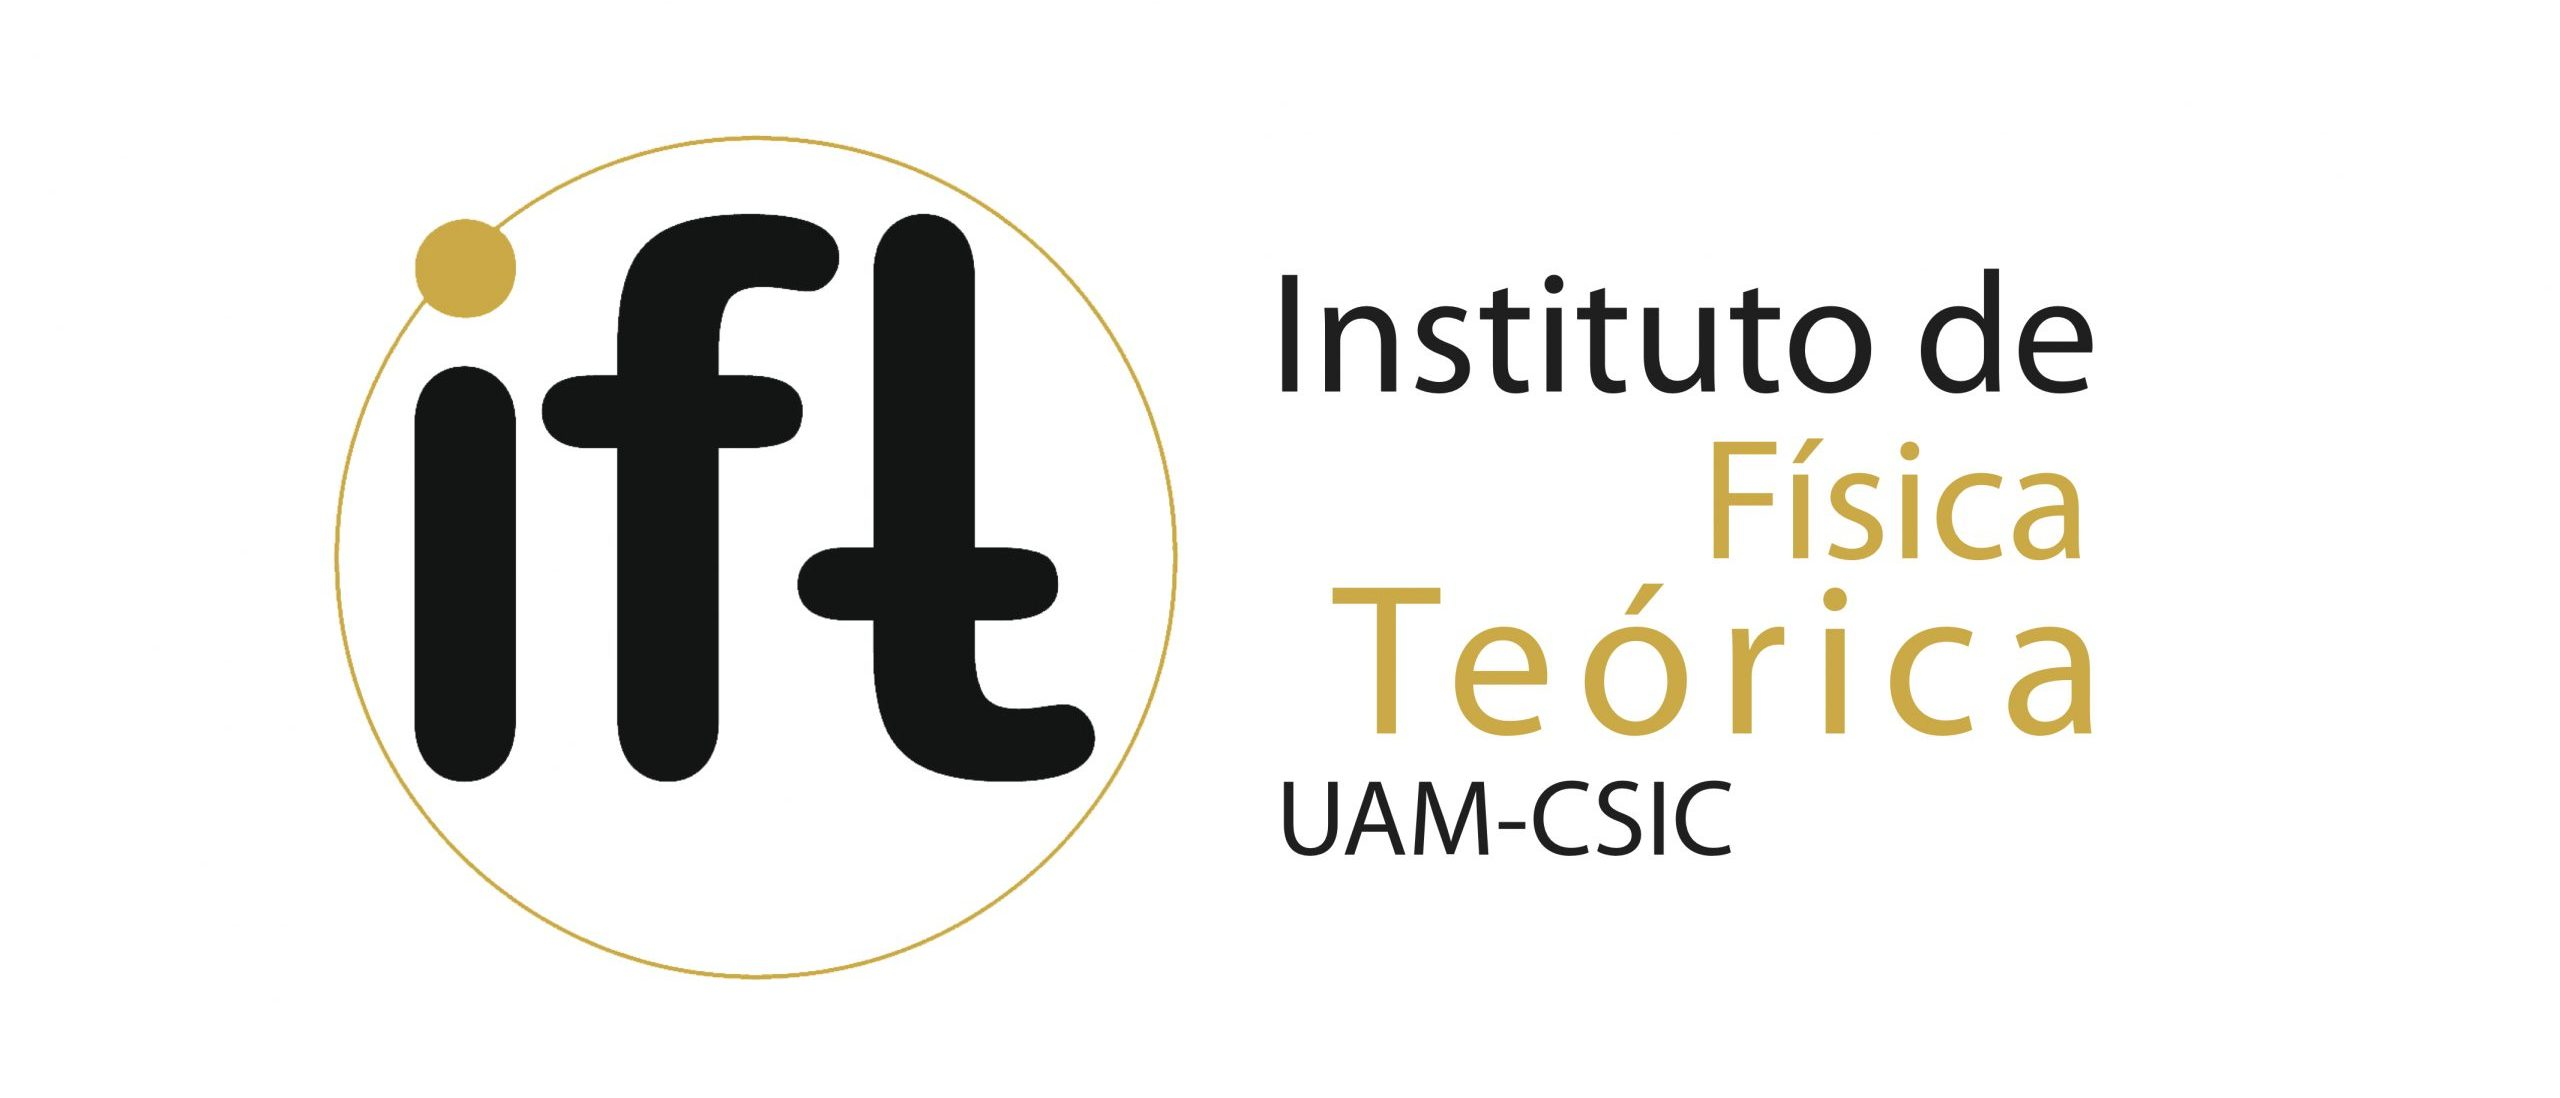 ift
Instituto de
Física
Teórica
UAM-CSIC